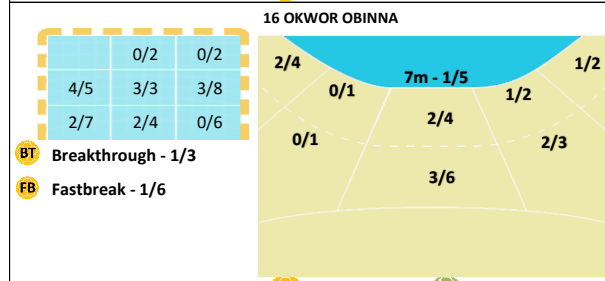 16 OKWOR OBINNA
0/2 0/2
4/5 3/3 3/8
2/7 2/4 0/6
BT Breakthrough - 1/3
FB Fastbreak - 1/6
2/4 1/2
7m - 1/5
0/1 1/2
2/4
0/1 2/3
3/6